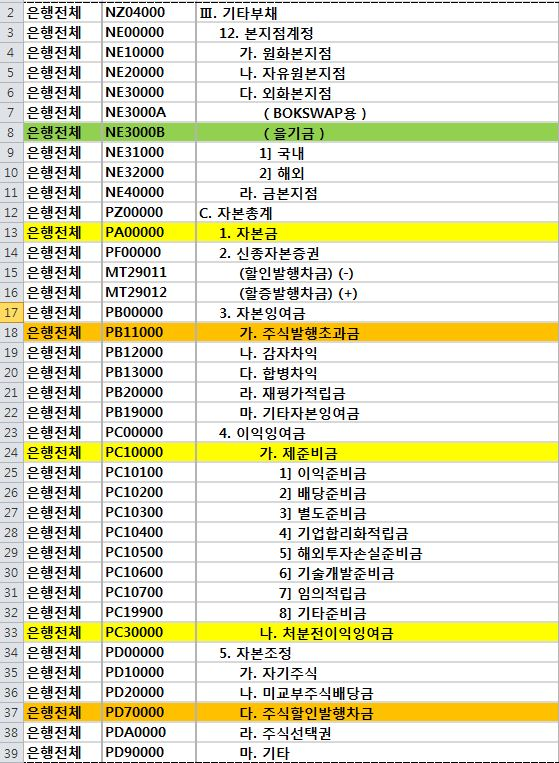 2 은행전체 NZ04000 Ⅲ. 기타부채
3 은행전체 NE00000 12. 본지점계정
4 은행전체 NE10000 가. 원화본지점
5 은행전체 NE20000 나. 자유원본지점
6 은행전체 NE30000 다. 외화본지점
7 은행전체 NE3000A ( BOKSWAP용 )
8 은행전체 NE3000B ( 을기금 )
9 은행전체 NE31000 1] 국내
10 은행전체 NE32000 2] 해외
11 은행전체 NE40000 라. 금본지점
12 은행전체 PZ00000 C. 자본총계
13 은행전체 PA00000 1. 자본금
14 은행전체 PF00000 2. 신종자본증권
15 은행전체 MT29011 (할인발행차금) (-)
16 은행전체 MT29012 (할증발행차금) (+)
17 은행전체 PB00000 3. 자본잉여금
18 은행전체 PB11000 가. 주식발행초과금
19 은행전체 PB12000 나. 감자차익
20 은행전체 PB13000 다. 합병차익
21 은행전체 PB20000 라. 재평가적립금
22 은행전체 PB19000 마. 기타자본잉여금
23 은행전체 PC00000 4. 이익잉여금
24 은행전체 PC10000 가. 제준비금
25 은행전체 PC10100 1] 이익준비금
26 은행전체 PC10200 2] 배당준비금
27 은행전체 PC10300 3] 별도준비금
28 은행전체 PC10400 4] 기업합리화적립금
29 은행전체 PC10500 5] 해외투자손실준비금
30 은행전체 PC10600 6] 기술개발준비금
31 은행전체 PC10700 7] 임의적립금
32 은행전체 PC19900 8] 기타준비금
33 은행전체 PC30000 나. 처분전이익잉여금
34 은행전체 PD00000 5. 자본조정
35 은행전체 PD10000 가. 자기주식
36 은행전체 PD20000 나. 미교부주식배당금
37 은행전체 PD70000 다. 주식할인발행차금
38 은행전체 PDA0000 라. 주식선택권
39 은행전체 PD90000 마. 기타